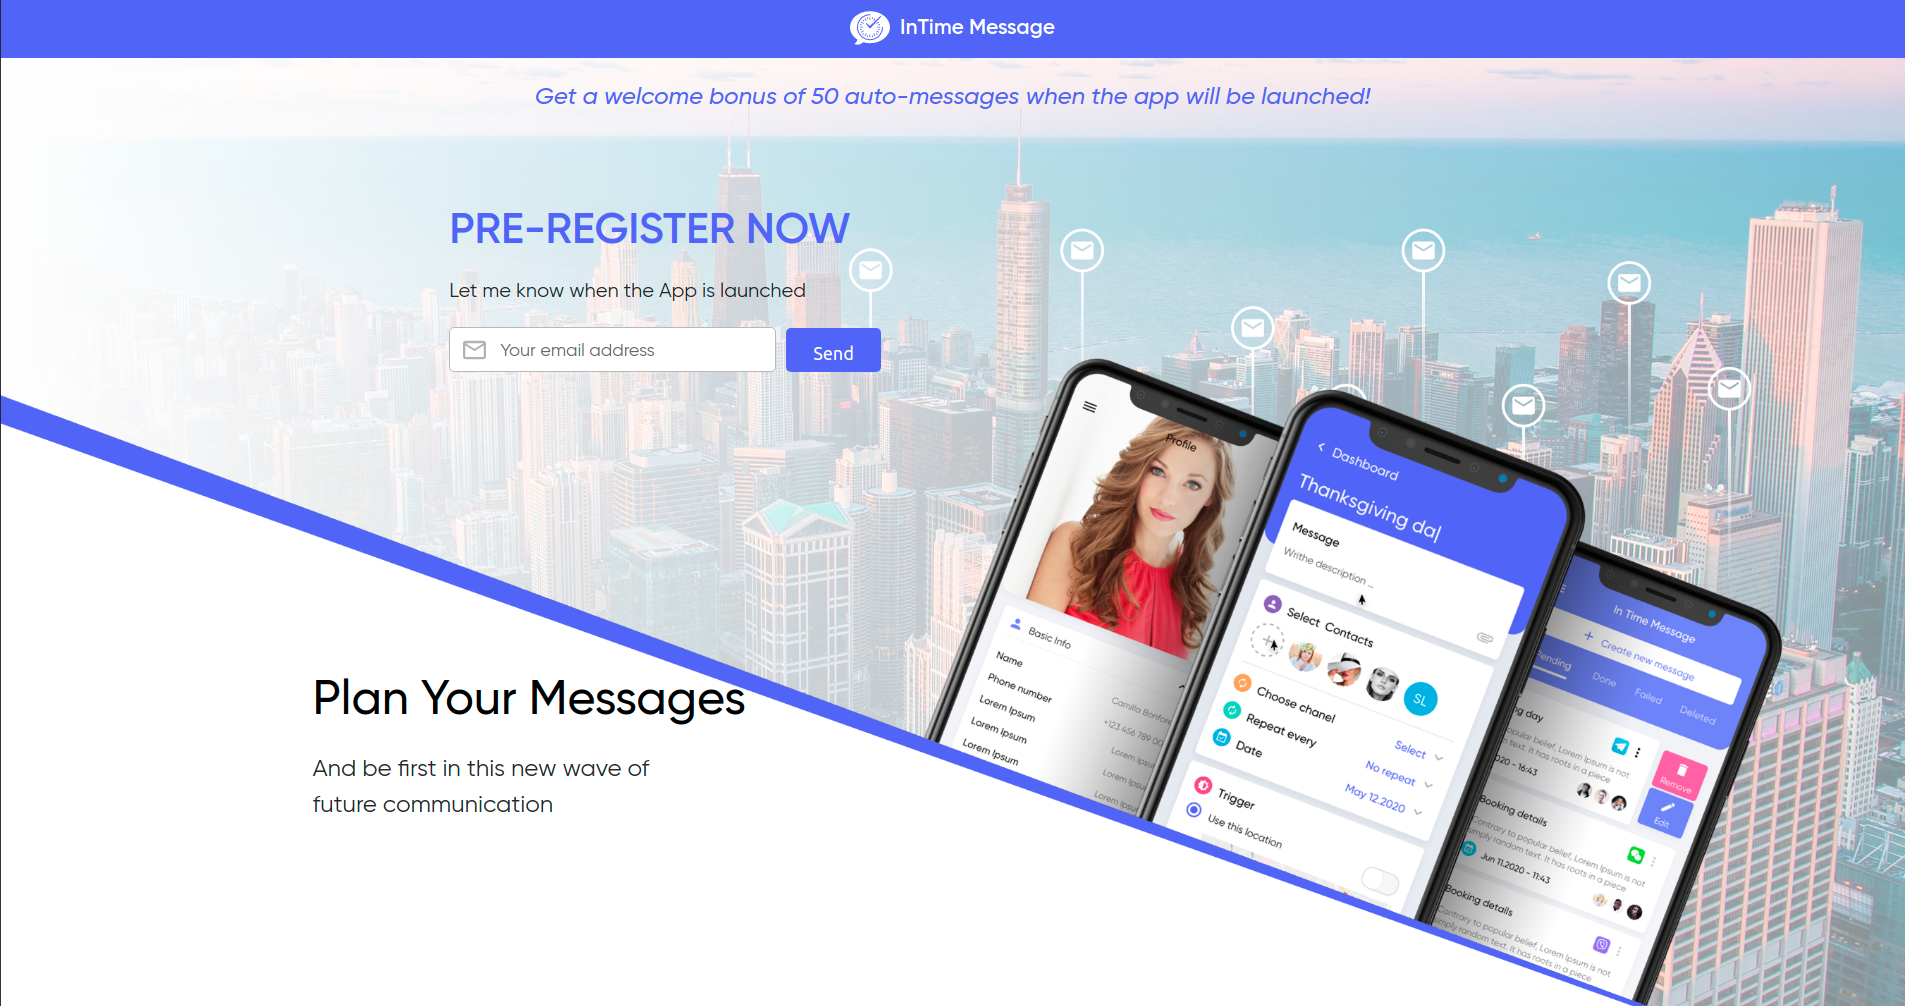 InTime Message
Get a welcome bonus of 50 auto-messages when the app will be launched!
PRE-REGISTER NOW
Let me know when the App is launched
Your email address
Send
Plan Your Messages
And be first in this new wave of
future communication
Profile
Basic Info
Name
Camilla Bonfore
Phone number
+123 456 789 00
Lorem Ipsum
Lorem Ipsu
Lorem Ipsum
Lorem Ipsu
Lorem Ipsum
Lorem Ipsu
Dashboard
Thanksgiving da
Message
Writhe description ...
Select Contacts
SL
Choose chanel
Select
Repeat every
No repeat
Date
May 12.2020
Trigger
Use this location
In Time Message
+ Create new message
Pending
Done
Failed
Deleted
ng day
popular belief, Lorem Ipsum is not
text. It has roots in a piece
020 - 16:43
Remove
Edit
Booking details
Contrary to popular belief, Lorem Ipsum is not
simply random text. It has roots in a piece
Jun 11.2020 - 11:43
Booking details
Contrary to popular belief, Lorem Ipsum is not
simply random text. It has roots in a piece